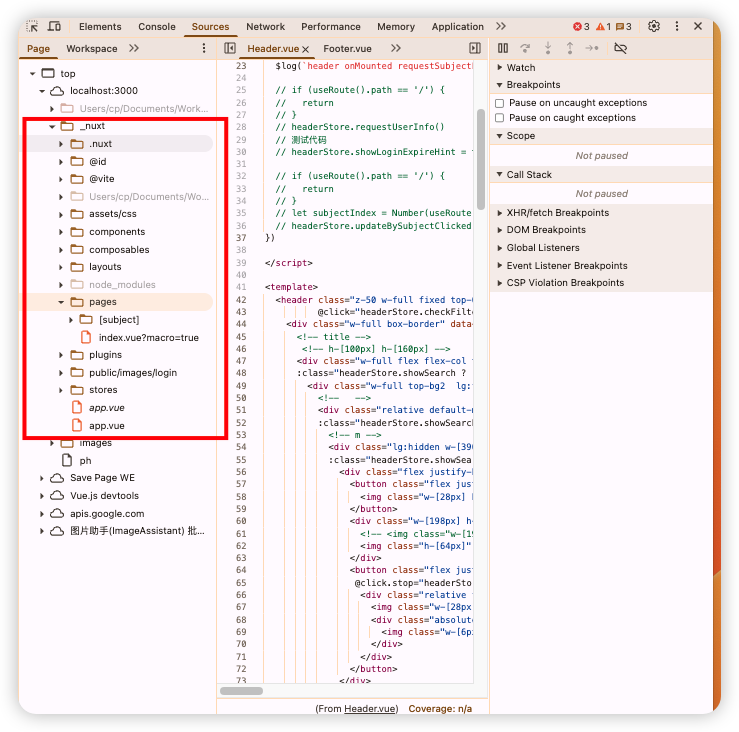 Elements Console Sources Network Performance Memory Application 3 1 3
Page Workspace
Header.vue Footer.vue
top
localhost:3000
Users/cp/Documents/Work...
_nuxt
.nuxt
@id
@vite
Users/cp/Documents/Wo...
assets/css
components
composables
layouts
node_modules
pages
[subject]
index.vue?macro=true
plugins
public/images/login
stores
app.vue
app.vue
images
ph
Save Page WE
Vue.js devtools
apis.google.com
图片助手(ImageAssistant) 批...
23 $log(`header onMounted requestSubject
24
25 // if (useRoute().path == '/') {
26 //   return
27 // }
28 // headerStore.requestUserInfo()
29 // 测试代码
30 // headerStore.showLoginExpireHint =
31
32 // if (useRoute().path == '/') {
33 //   return
34 // }
35 // let subjectIndex = Number(useRoute
36 // headerStore.updateBySubjectClicked
37 })
38
39 </script>
40
41 <template>
42 <header class="z-50 w-full fixed top-
43 @click="headerStore.checkFilte
44 <div class="w-full box-border" data
45 <!-- title -->
46 <!-- h-[100px] h-[160px] -->
47 <div class="w-full flex flex-col
48 :class="headerStore.showSearch ?
49 <div class="w-full top-bg2  lg:
50 <!--   -->
51 <div class="relative default-
52 :class="headerStore.showSear
53 <!-- m -->
54 <div class="lg:hidden w-[39
55 :class="headerStore.showSea
56 <div class="flex justify-b
57 <button class="flex jus
58 <img class="w-[28px]
59 </button>
60 <div class="w-[198px] h-
61 <!-- <img class="w-[1
62 <img class="h-[64px]"
63 </div>
64 <button class="flex jus
65 @click.stop="headerSto
66 <div class="relative
67 <img class="w-[28px
68 <div class="absolute
69 <img class="w-[6px
70 </div>
71 </div>
72 </button>
73 </div>
(From Header.vue) Coverage: n/a
Watch
Breakpoints
Pause on uncaught exceptions
Pause on caught exceptions
Scope
Not paused
Call Stack
Not paused
XHR/fetch Breakpoints
DOM Breakpoints
Global Listeners
Event Listener Breakpoints
CSP Violation Breakpoints